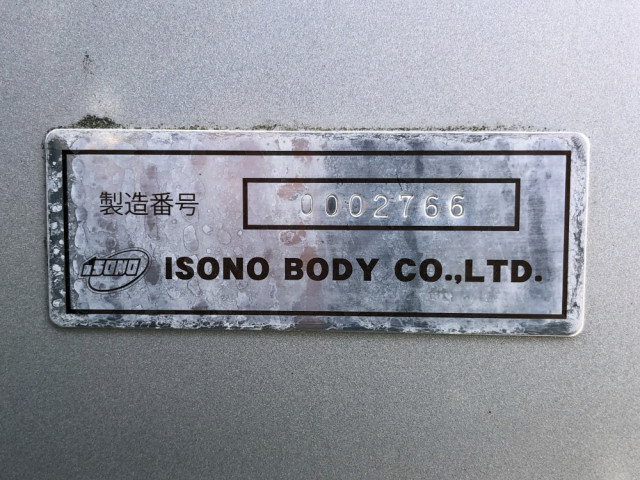 製造番号 0002766
ISONO ISONO BODY CO.,LTD.